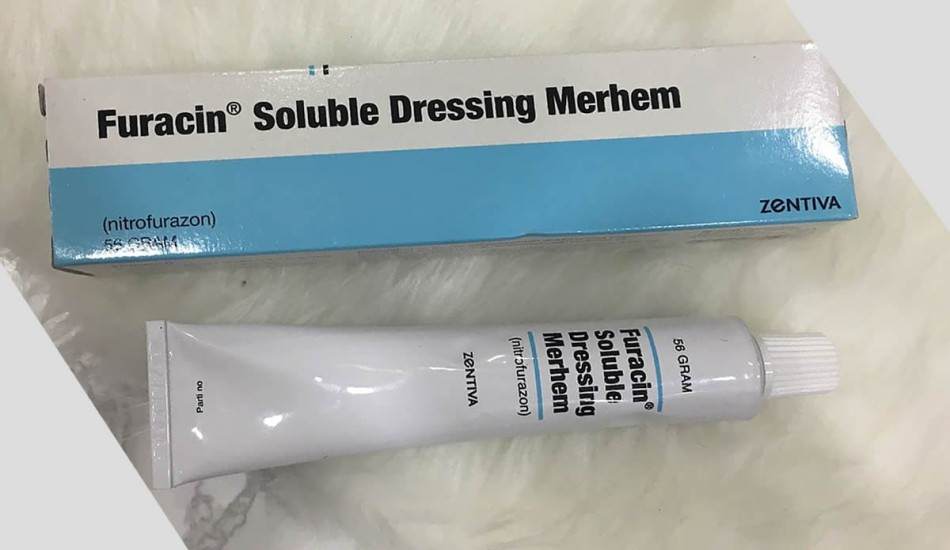 Furacin® Soluble Dressing Merhem
(nitrofurazon)
56 GRAM
ZENTIVA
56 GRAM
Furacin®
Soluble
Dressing
Merhem
(nitrofurazon)
ZENTIVA
Parti no